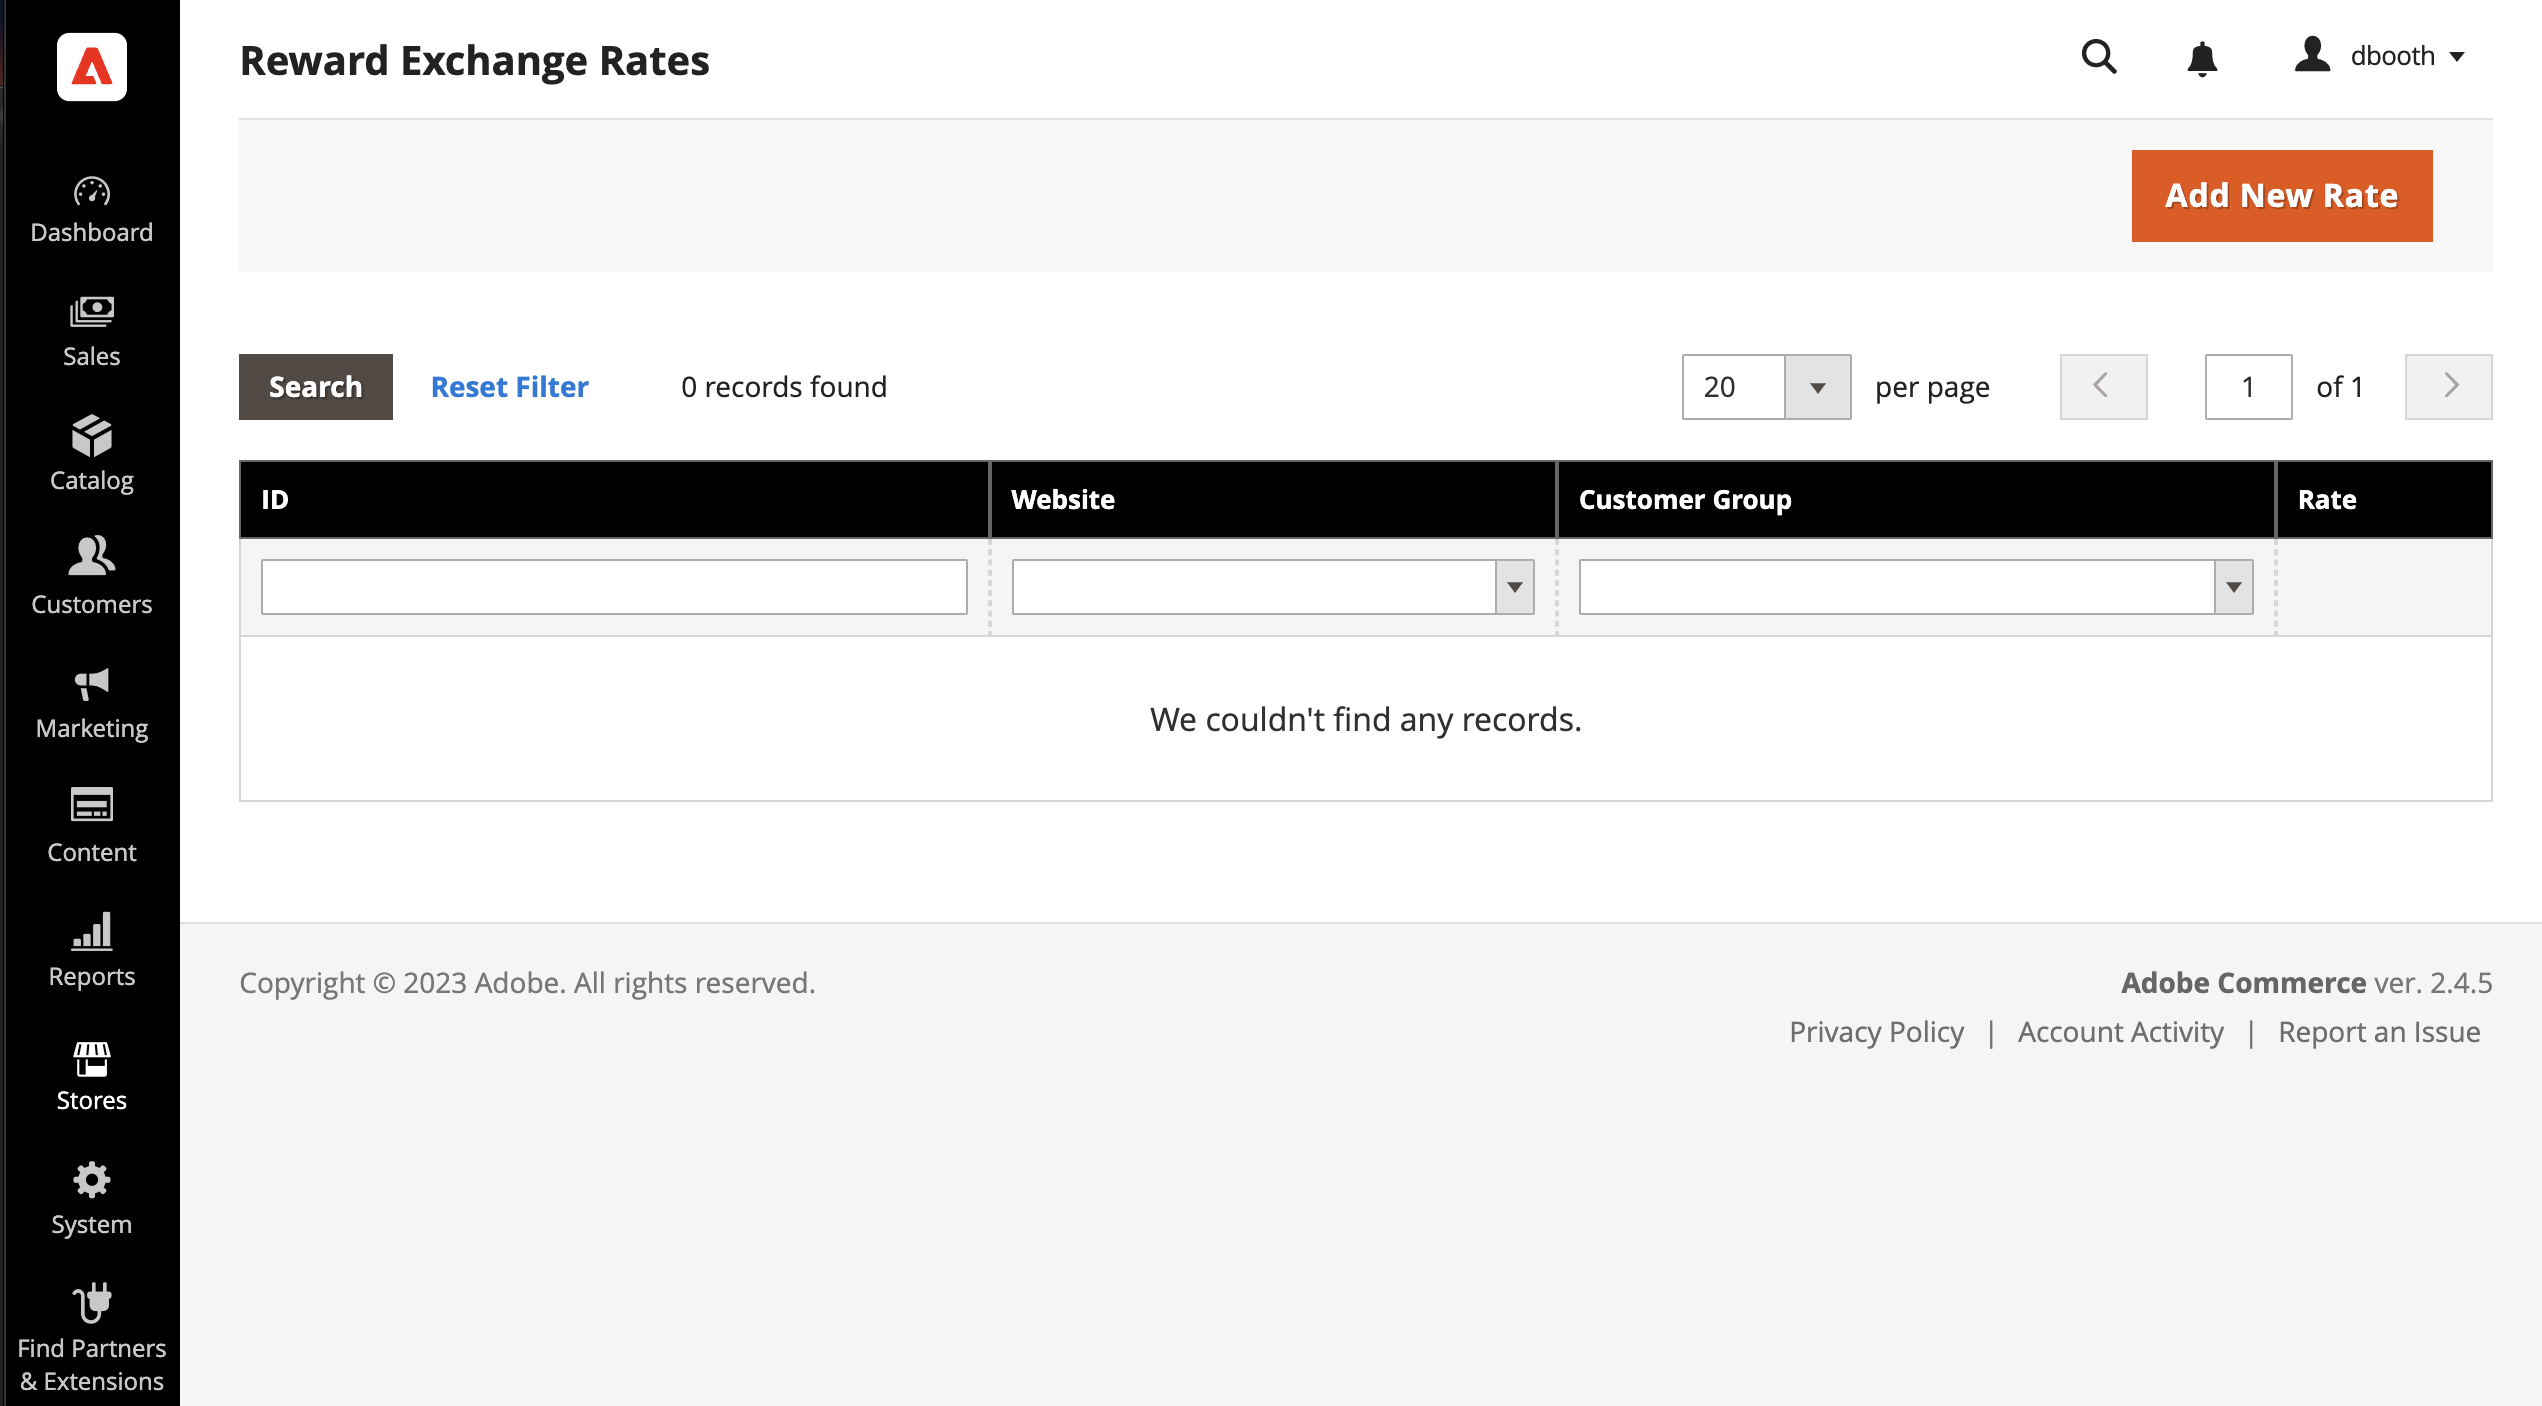 Reward Exchange Rates
dbooth
Add New Rate
Dashboard
Sales
Catalog
Customers
Marketing
Content
Reports
Stores
System
Find Partners
& Extensions
Search Reset Filter 0 records found 20 per page 1 of 1
ID Website Customer Group Rate
We couldn't find any records.
Copyright © 2023 Adobe. All rights reserved.
Adobe Commerce ver. 2.4.5
Privacy Policy | Account Activity | Report an Issue